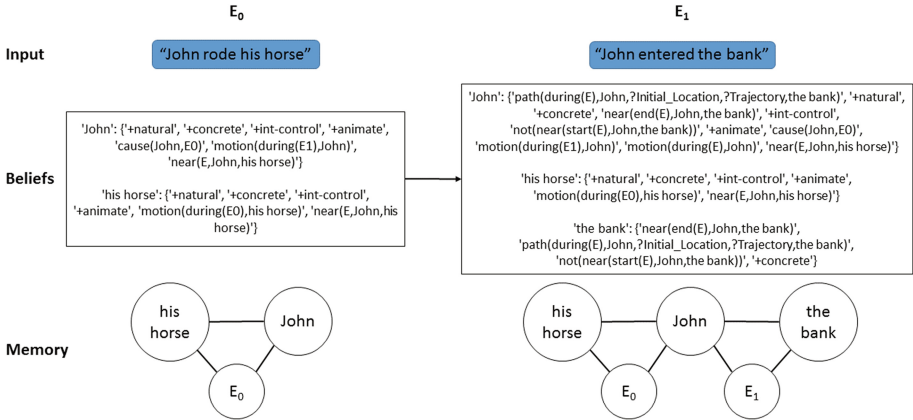 E0
E1
Input
“John rode his horse”
“John entered the bank”
Beliefs
'John': {'+natural', '+concrete', '+int-control', '+animate',
'cause(John,E0)', 'motion(during(E1),John)',
'near(E,John,his horse)'}
'his horse': {'+natural', '+concrete', '+int-control',
'+animate', 'motion(during(E0),his horse)', 'near(E,John,his
horse)'}
'John': {'path(during(E),John,?Initial_Location,?Trajectory,the bank)', '+natural',
'+concrete', 'near(end(E),John,the bank)', '+int-control',
'not(near(start(E),John,the bank))', '+animate', 'cause(John,E0)',
'motion(during(E1),John)', 'motion(during(E),John)', 'near(E,John,his horse)'}
'his horse': {'+natural', '+concrete', '+int-control', '+animate',
'motion(during(E0),his horse)', 'near(E,John,his horse)'}
'the bank': {'near(end(E),John,the bank)',
'path(during(E),John,?Initial_Location,?Trajectory,the bank)',
'not(near(start(E),John,the bank))', '+concrete'}
Memory
his
horse
John
E0
his
horse
John
the
bank
E0
E1